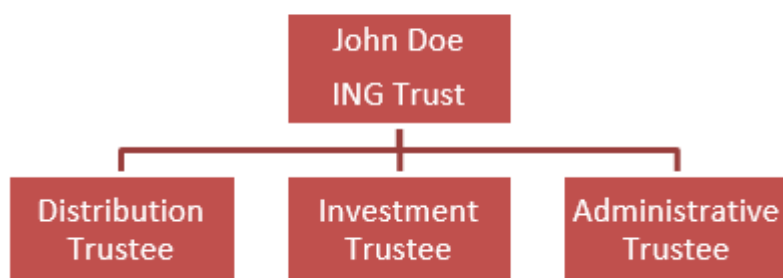 John Doe
ING Trust
Distribution
Trustee
Investment
Trustee
Administrative
Trustee